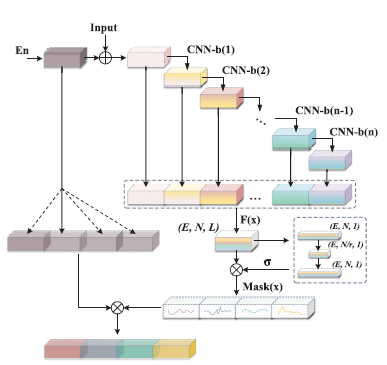 Input
En
CNN-b(1)
CNN-b(2)
...
CNN-b(n-1)
CNN-b(n)
...
F(x)
(E, N, L)
(E, N, 1)
(E, N/r, 1)
(E, N, 1)
σ
Mask(x)